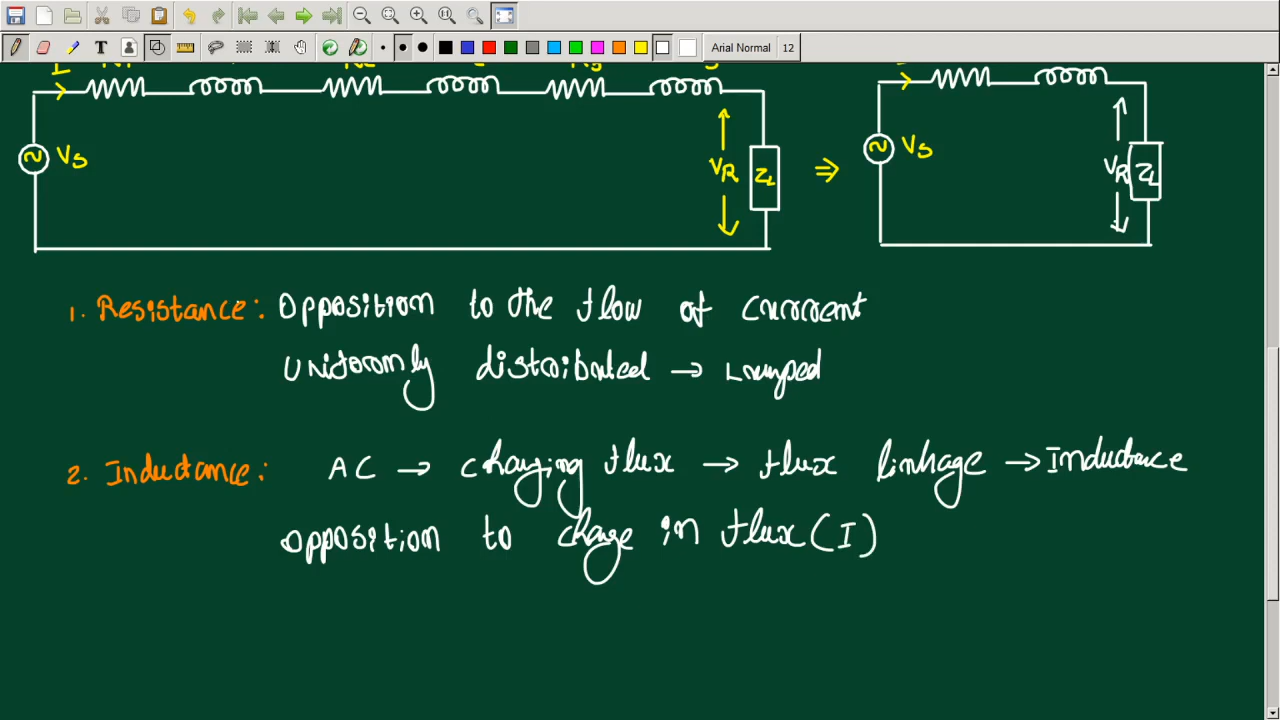 Arial Normal 12
I
Vs VR ZL ⇒ Vs VR ZL
1. Resistance: Opposition to the flow of current
Uniformly distributed → Lumped
2. Inductance: AC → changing flux → flux linkage → Inductance
Opposition to change in flux (I)